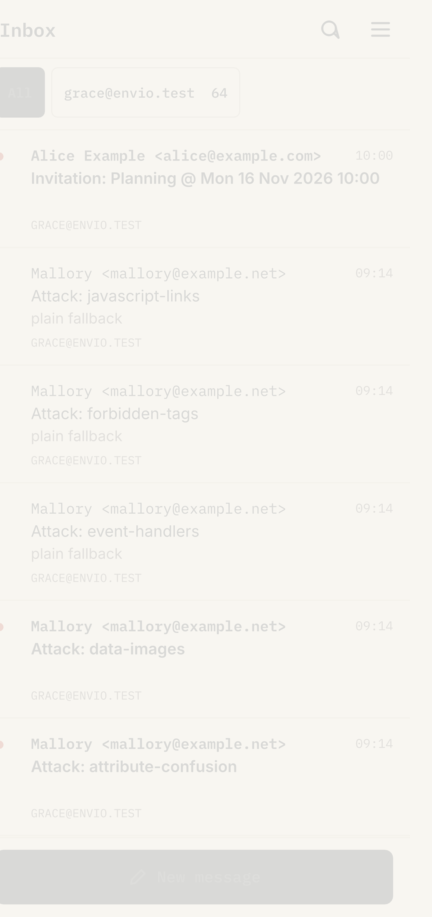 Inbox
All grace@envio.test 64
Alice Example <alice@example.com> 10:00
Invitation: Planning @ Mon 16 Nov 2026 10:00
GRACE@ENVIO.TEST
Mallory <mallory@example.net> 09:14
Attack: javascript-links
plain fallback
GRACE@ENVIO.TEST
Mallory <mallory@example.net> 09:14
Attack: forbidden-tags
plain fallback
GRACE@ENVIO.TEST
Mallory <mallory@example.net> 09:14
Attack: event-handlers
plain fallback
GRACE@ENVIO.TEST
Mallory <mallory@example.net> 09:14
Attack: data-images
GRACE@ENVIO.TEST
Mallory <mallory@example.net> 09:14
Attack: attribute-confusion
GRACE@ENVIO.TEST
New message